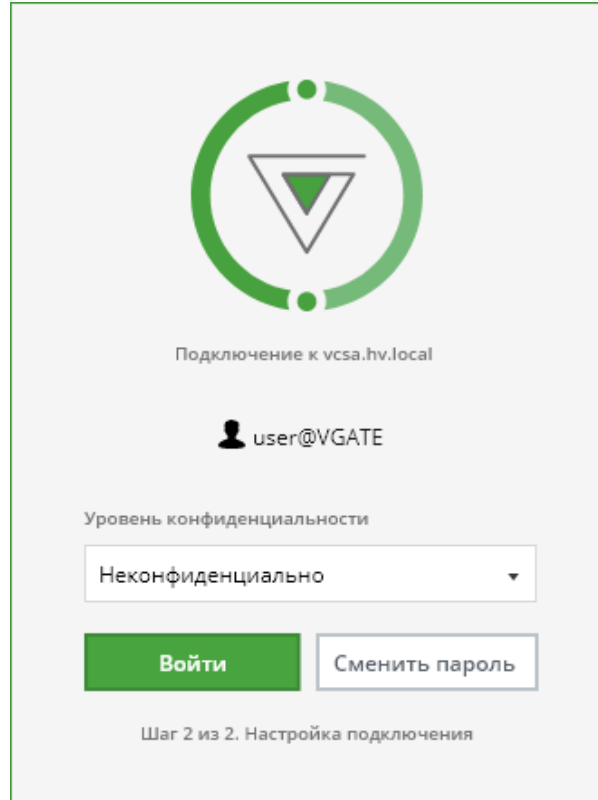 Подключение к vcsa.hv.local
user@VGATE
Уровень конфиденциальности
Неконфиденциально
Войти
Сменить пароль
Шаг 2 из 2. Настройка подключения